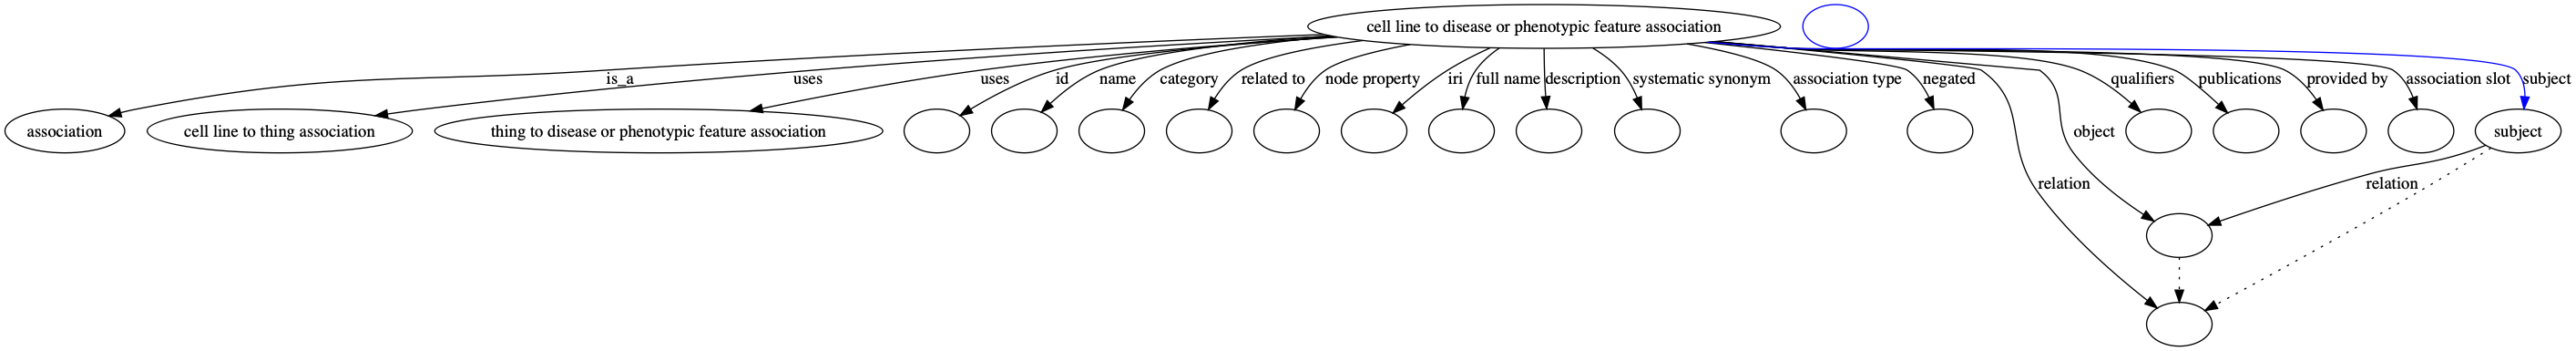 cell line to disease or phenotypic feature association
is_a
uses
uses
id
name
category
related to
node property
iri
full name
description
systematic synonym
association type
negated
qualifiers
publications
provided by
association slot
subject
association
cell line to thing association
thing to disease or phenotypic feature association
object
subject
relation
relation